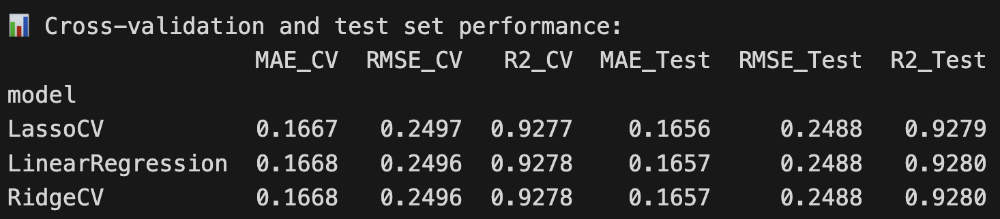 📊 Cross-validation and test set performance:
MAE_CV RMSE_CV R2_CV MAE_Test RMSE_Test R2_Test
model
LassoCV 0.1667 0.2497 0.9277 0.1656 0.2488 0.9279
LinearRegression 0.1668 0.2496 0.9278 0.1657 0.2488 0.9280
RidgeCV 0.1668 0.2496 0.9278 0.1657 0.2488 0.9280